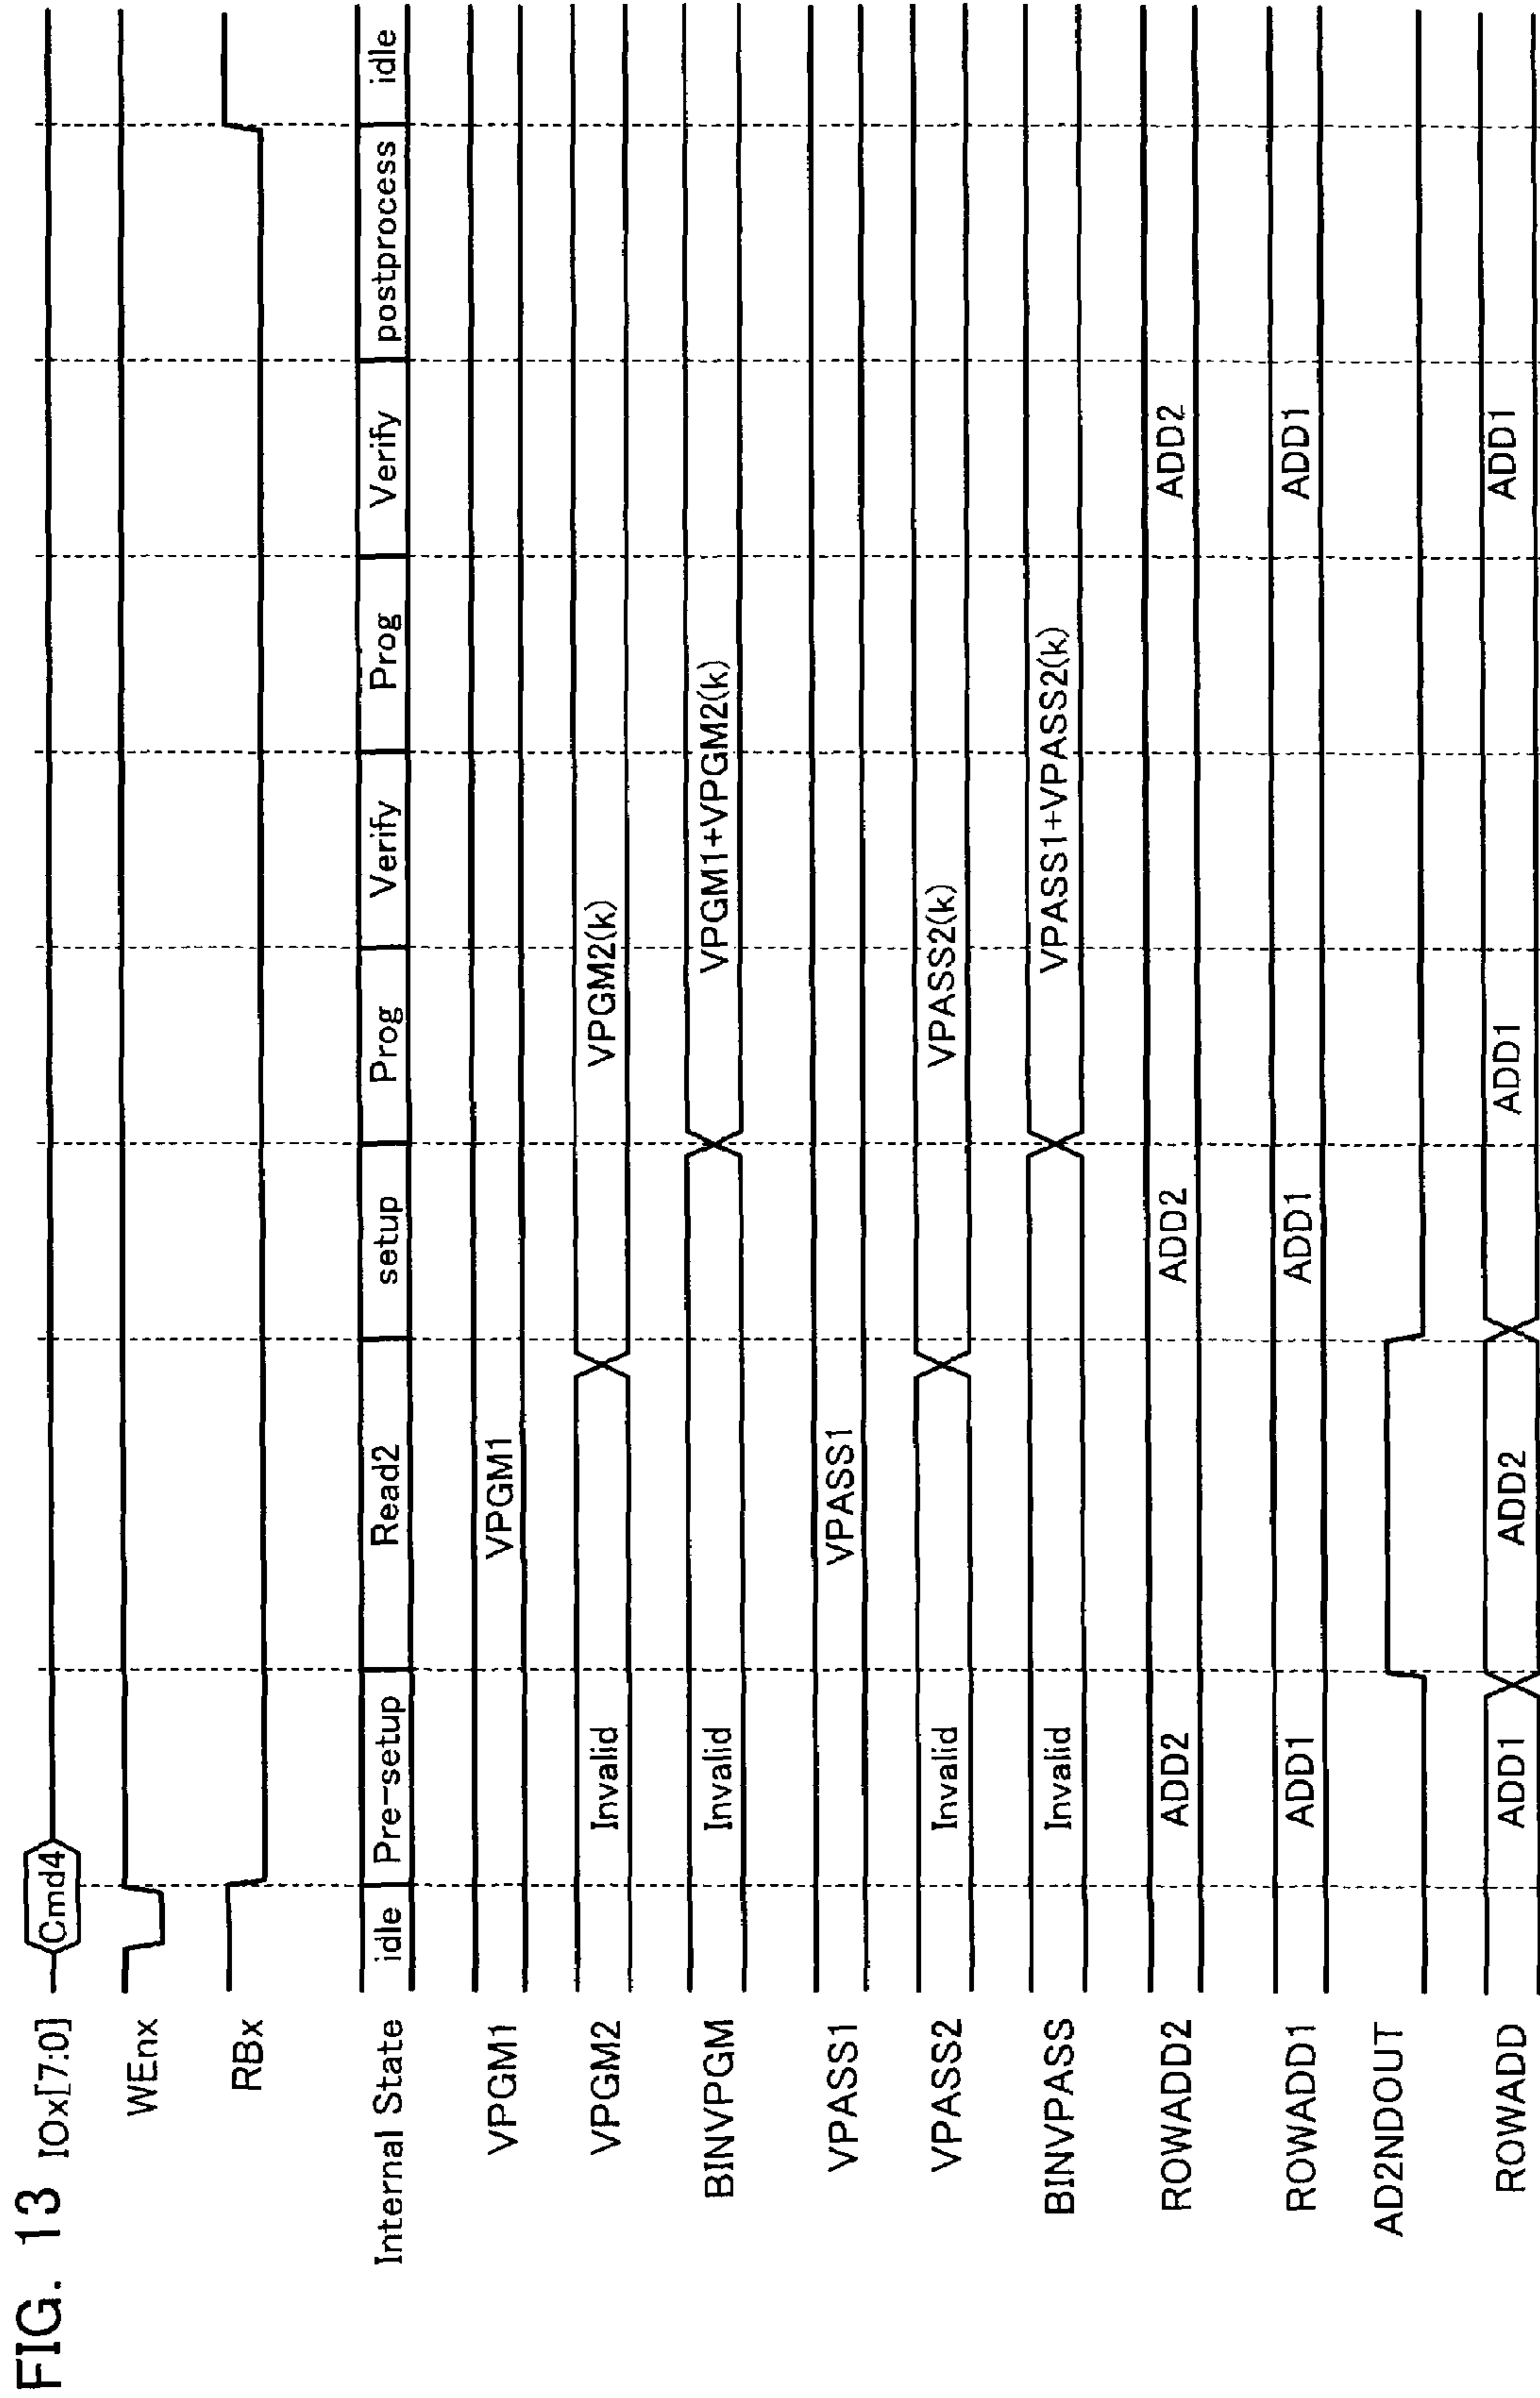 FIG. 13
IOx[7:0] Cmd4
WEnx
RBx
Internal State idle Pre-setup Read2 setup Prog Verify Prog Verify postprocess idle
VPGM1 VPGM1
VPGM2 Invalid VPGM2(k)
BINVPGM Invalid VPGM1+VPGM2(k)
VPASS1 VPASS1
VPASS2 Invalid VPASS2(k)
BINVPASS Invalid VPASS1+VPASS2(k)
ROWADD2 ADD2 ADD2 ADD2
ROWADD1 ADD1 ADD1 ADD1
AD2NDOUT
ROWADD ADD1 ADD2 ADD1 ADD1